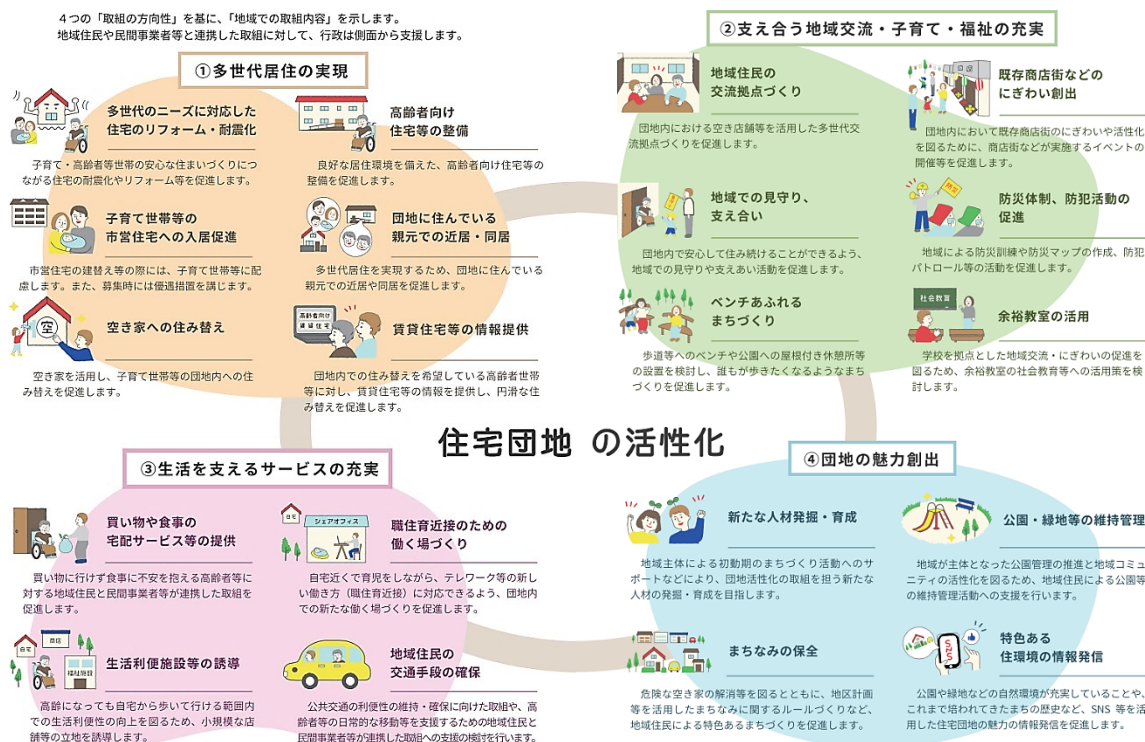 ４つの「取組の方向性」を基に、「地域での取組内容」を示します。
地域住民や民間事業者等と連携した取組に対して、行政は側面から支援します。
①多世代居住の実現
多世代のニーズに対応した
住宅のリフォーム・耐震化
子育て・高齢者等世帯の安心な住まいづくりにつ
ながる住宅の耐震化やリフォーム等を促進します。
高齢者向け
住宅等の整備
良好な居住環境を備えた、高齢者向け住宅等の
整備を促進します。
子育て世帯等の
市営住宅への入居促進
市営住宅の建替え等の際には、子育て世帯等に配
慮します。また、募集時には優遇措置を講じます。
団地に住んでいる
親元での近居・同居
多世代居住を実現するため、団地に住んでいる
親元での近居や同居を促進します。
空
空き家への住み替え
空き家を活用し、子育て世帯等の団地内への住
み替えを促進します。
高齢者向け
賃貸住宅
賃貸住宅等の情報提供
団地内での住み替えを希望している高齢者世帯
等に対し、賃貸住宅等の情報を提供し、円滑な住
み替えを促進します。
②支え合う地域交流・子育て・福祉の充実
地域住民の
交流拠点づくり
団地内における空き店舗等を活用した多世代交
流拠点づくりを促進します。
既存商店街などの
にぎわい創出
団地内において既存商店街のにぎわいや活性化
を図るために、商店街などが実施するイベントの
開催等を促進します。
地域での見守り、
支え合い
団地内で安心して住み続けることができるよう、
地域での見守りや支えあい活動を促進します。
防災体制、防犯活動の
促進
地域による防災訓練や防災マップの作成、防犯
パトロール等の活動を促進します。
ベンチあふれる
まちづくり
歩道等へのベンチや公園への屋根付き休憩所等
の設置を検討し、誰もが歩きたくなるようなまち
づくりを促進します。
社会教育
余裕教室の活用
学校を拠点とした地域交流・にぎわいの促進を
図るため、余裕教室の社会教育等への活用策を検
討します。
住宅団地 の活性化
③生活を支えるサービスの充実
買い物や食事の
宅配サービス等の提供
買い物に行けず食事に不安を抱える高齢者等に
対する地域住民と民間事業者等が連携した取組を
促進します。
自宅
シェアオフィス
職住育近接のための
働く場づくり
自宅近くで育児をしながら、テレワーク等の新し
い働き方（職住育近接）に対応できるよう、団地内
での新たな働く場づくりを促進します。
自宅
商店
福祉施設
生活利便施設等の誘導
高齢になっても自宅から歩いて行ける範囲内
での生活利便性の向上を図るため、小規模な店
舗等の立地を誘導します。
地域住民の
交通手段の確保
公共交通の利便性の維持・確保に向けた取組や、高
齢者等の日常的な移動等を支援するための地域住民と
民間事業者等が連携した取組への支援の検討を行います。
④団地の魅力創出
新たな人材発掘・育成
地域主体による初動期のまちづくり活動へのサ
ポートなどにより、団地活性化の取組を担う新たな
人材の発掘・育成を目指します。
公園・緑地等の維持管理
地域が主体となった公園管理の推進と地域コミュ
ニティの活性化を図るため、地域住民による公園等
の維持管理活動への支援を行います。
まちなみの保全
危険な空き家の解消等を図るとともに、地区計画
等を活用したまちなみに関するルールづくりなど、
地域住民による特色あるまちづくりを促進します。
SNS
特色ある
住環境の情報発信
公園や緑地などの自然環境が充実していることや、
これまで培われてきたまちの歴史など、SNS 等を活
用した住宅団地の魅力の情報発信を促進します。